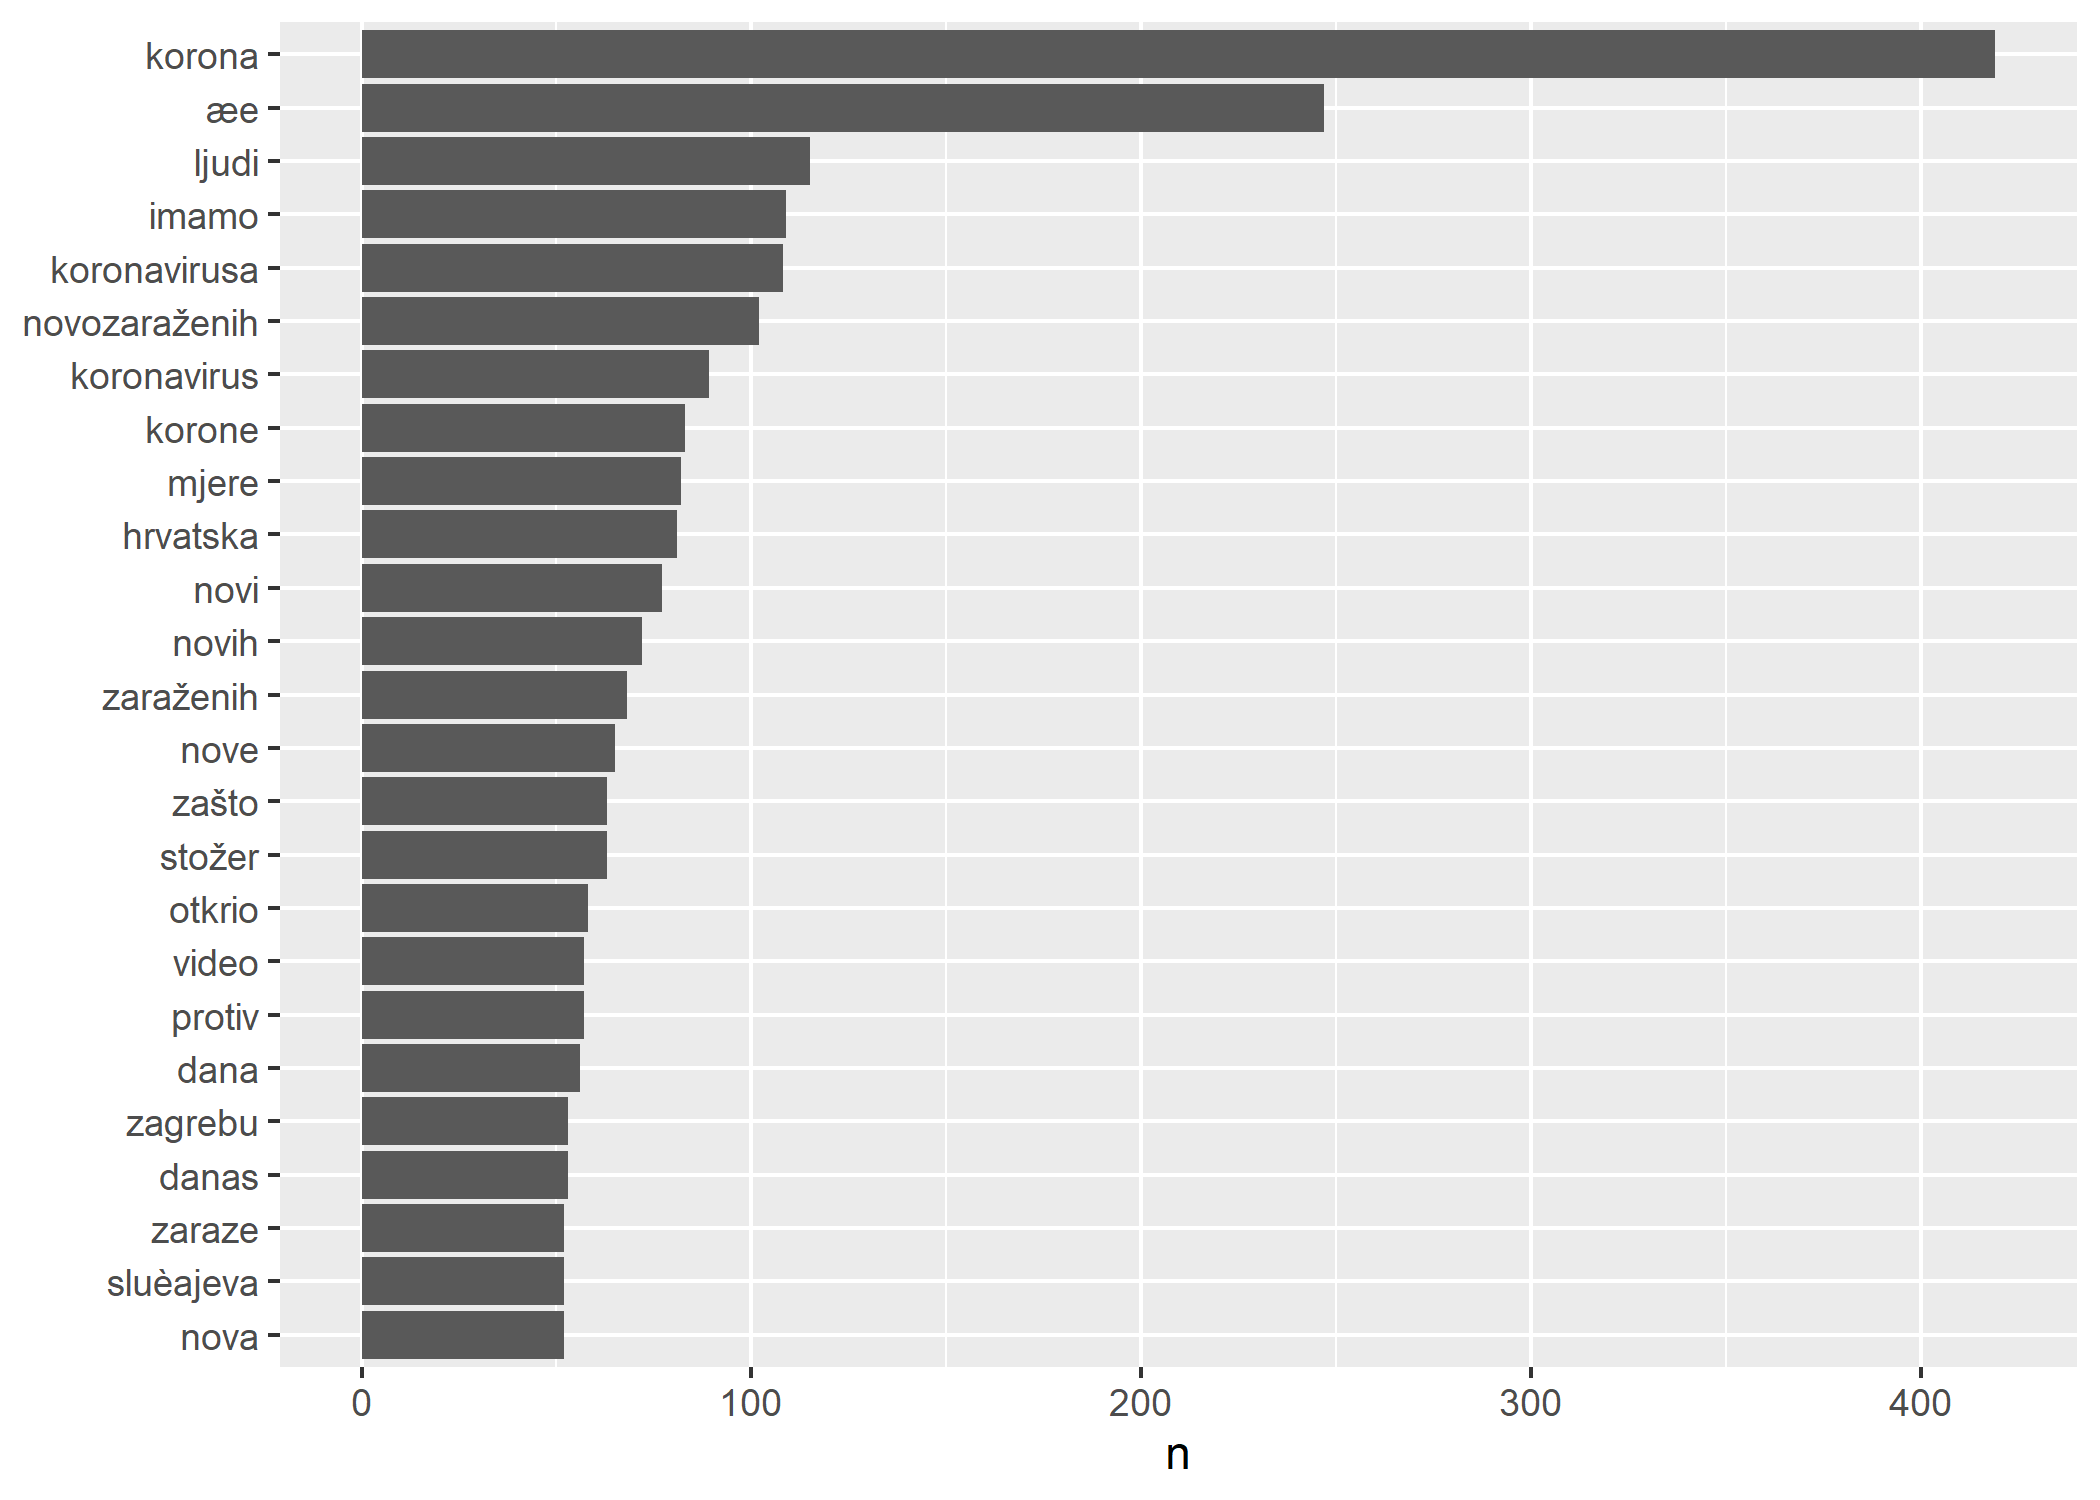 korona
æe
ljudi
imamo
koronavirusa
novozaraženih
koronavirus
korone
mjere
hrvatska
novi
novih
zaraženih
nove
zašto
stožer
otkrio
video
protiv
dana
zagrebu
danas
zaraze
sluèajeva
nova
0 100 200 300 400
n